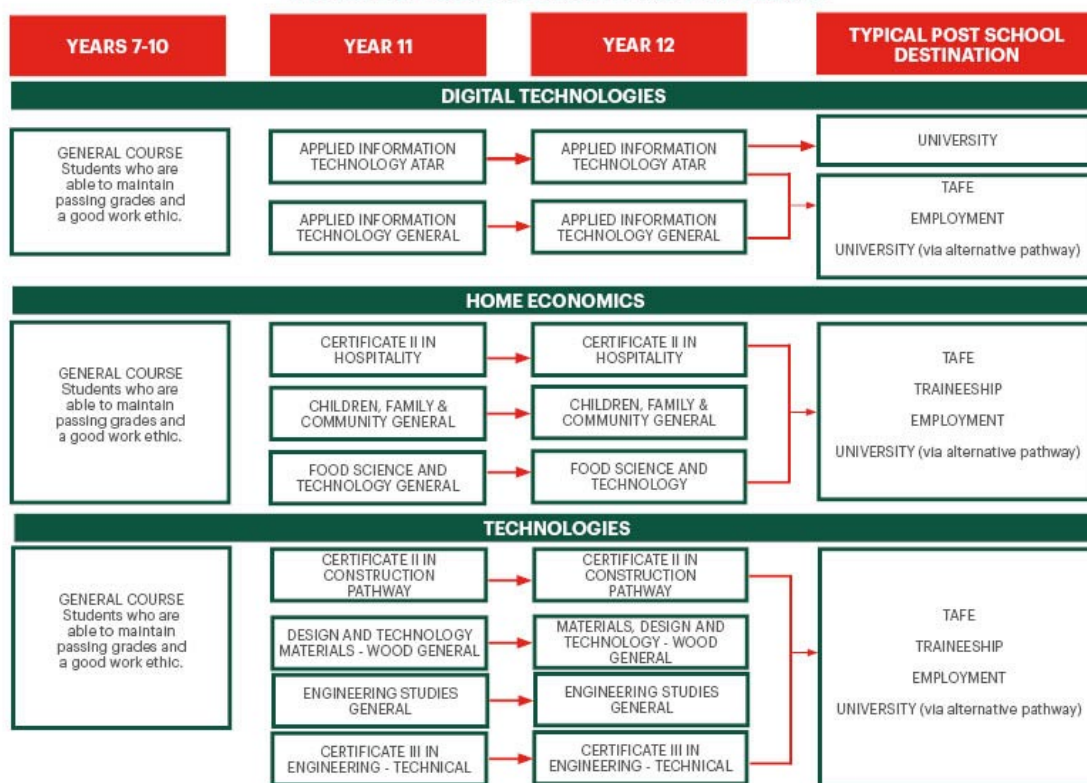 YEARS 7-10
YEAR 11
YEAR 12
TYPICAL POST SCHOOL
DESTINATION
DIGITAL TECHNOLOGIES
GENERAL COURSE
Students who are
able to maintain
passing grades and
a good work ethic.
APPLIED INFORMATION
TECHNOLOGY ATAR
APPLIED INFORMATION
TECHNOLOGY ATAR
UNIVERSITY
APPLIED INFORMATION
TECHNOLOGY GENERAL
APPLIED INFORMATION
TECHNOLOGY GENERAL
TAFE
EMPLOYMENT
UNIVERSITY (via alternative pathway)
HOME ECONOMICS
GENERAL COURSE
Students who are
able to maintain
passing grades and
a good work ethic.
CERTIFICATE II IN
HOSPITALITY
CERTIFICATE II IN
HOSPITALITY
CHILDREN, FAMILY &
COMMUNITY GENERAL
CHILDREN, FAMILY &
COMMUNITY GENERAL
FOOD SCIENCE AND
TECHNOLOGY GENERAL
FOOD SCIENCE AND
TECHNOLOGY
TAFE
TRAINEESHIP
EMPLOYMENT
UNIVERSITY (via alternative pathway)
TECHNOLOGIES
GENERAL COURSE
Students who are
able to maintain
passing grades and
a good work ethic.
CERTIFICATE II IN
CONSTRUCTION
PATHWAY
CERTIFICATE II IN
CONSTRUCTION
PATHWAY
DESIGN AND TECHNOLOGY
MATERIALS - WOOD GENERAL
MATERIALS, DESIGN AND
TECHNOLOGY - WOOD
GENERAL
ENGINEERING STUDIES
GENERAL
ENGINEERING STUDIES
GENERAL
CERTIFICATE III IN
ENGINEERING - TECHNICAL
CERTIFICATE III IN
ENGINEERING - TECHNICAL
TAFE
TRAINEESHIP
EMPLOYMENT
UNIVERSITY (via alternative pathway)